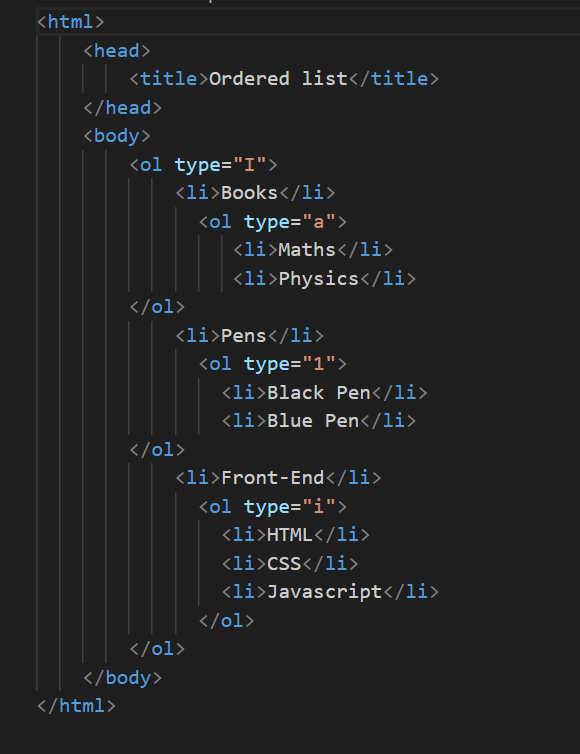 <html>
<head>
<title>Ordered list</title>
</head>
<body>
<ol type="I">
<li>Books</li>
<ol type="a">
<li>Maths</li>
<li>Physics</li>
</ol>
<li>Pens</li>
<ol type="1">
<li>Black Pen</li>
<li>Blue Pen</li>
</ol>
<li>Front-End</li>
<ol type="i">
<li>HTML</li>
<li>CSS</li>
<li>Javascript</li>
</ol>
</ol>
</body>
</html>